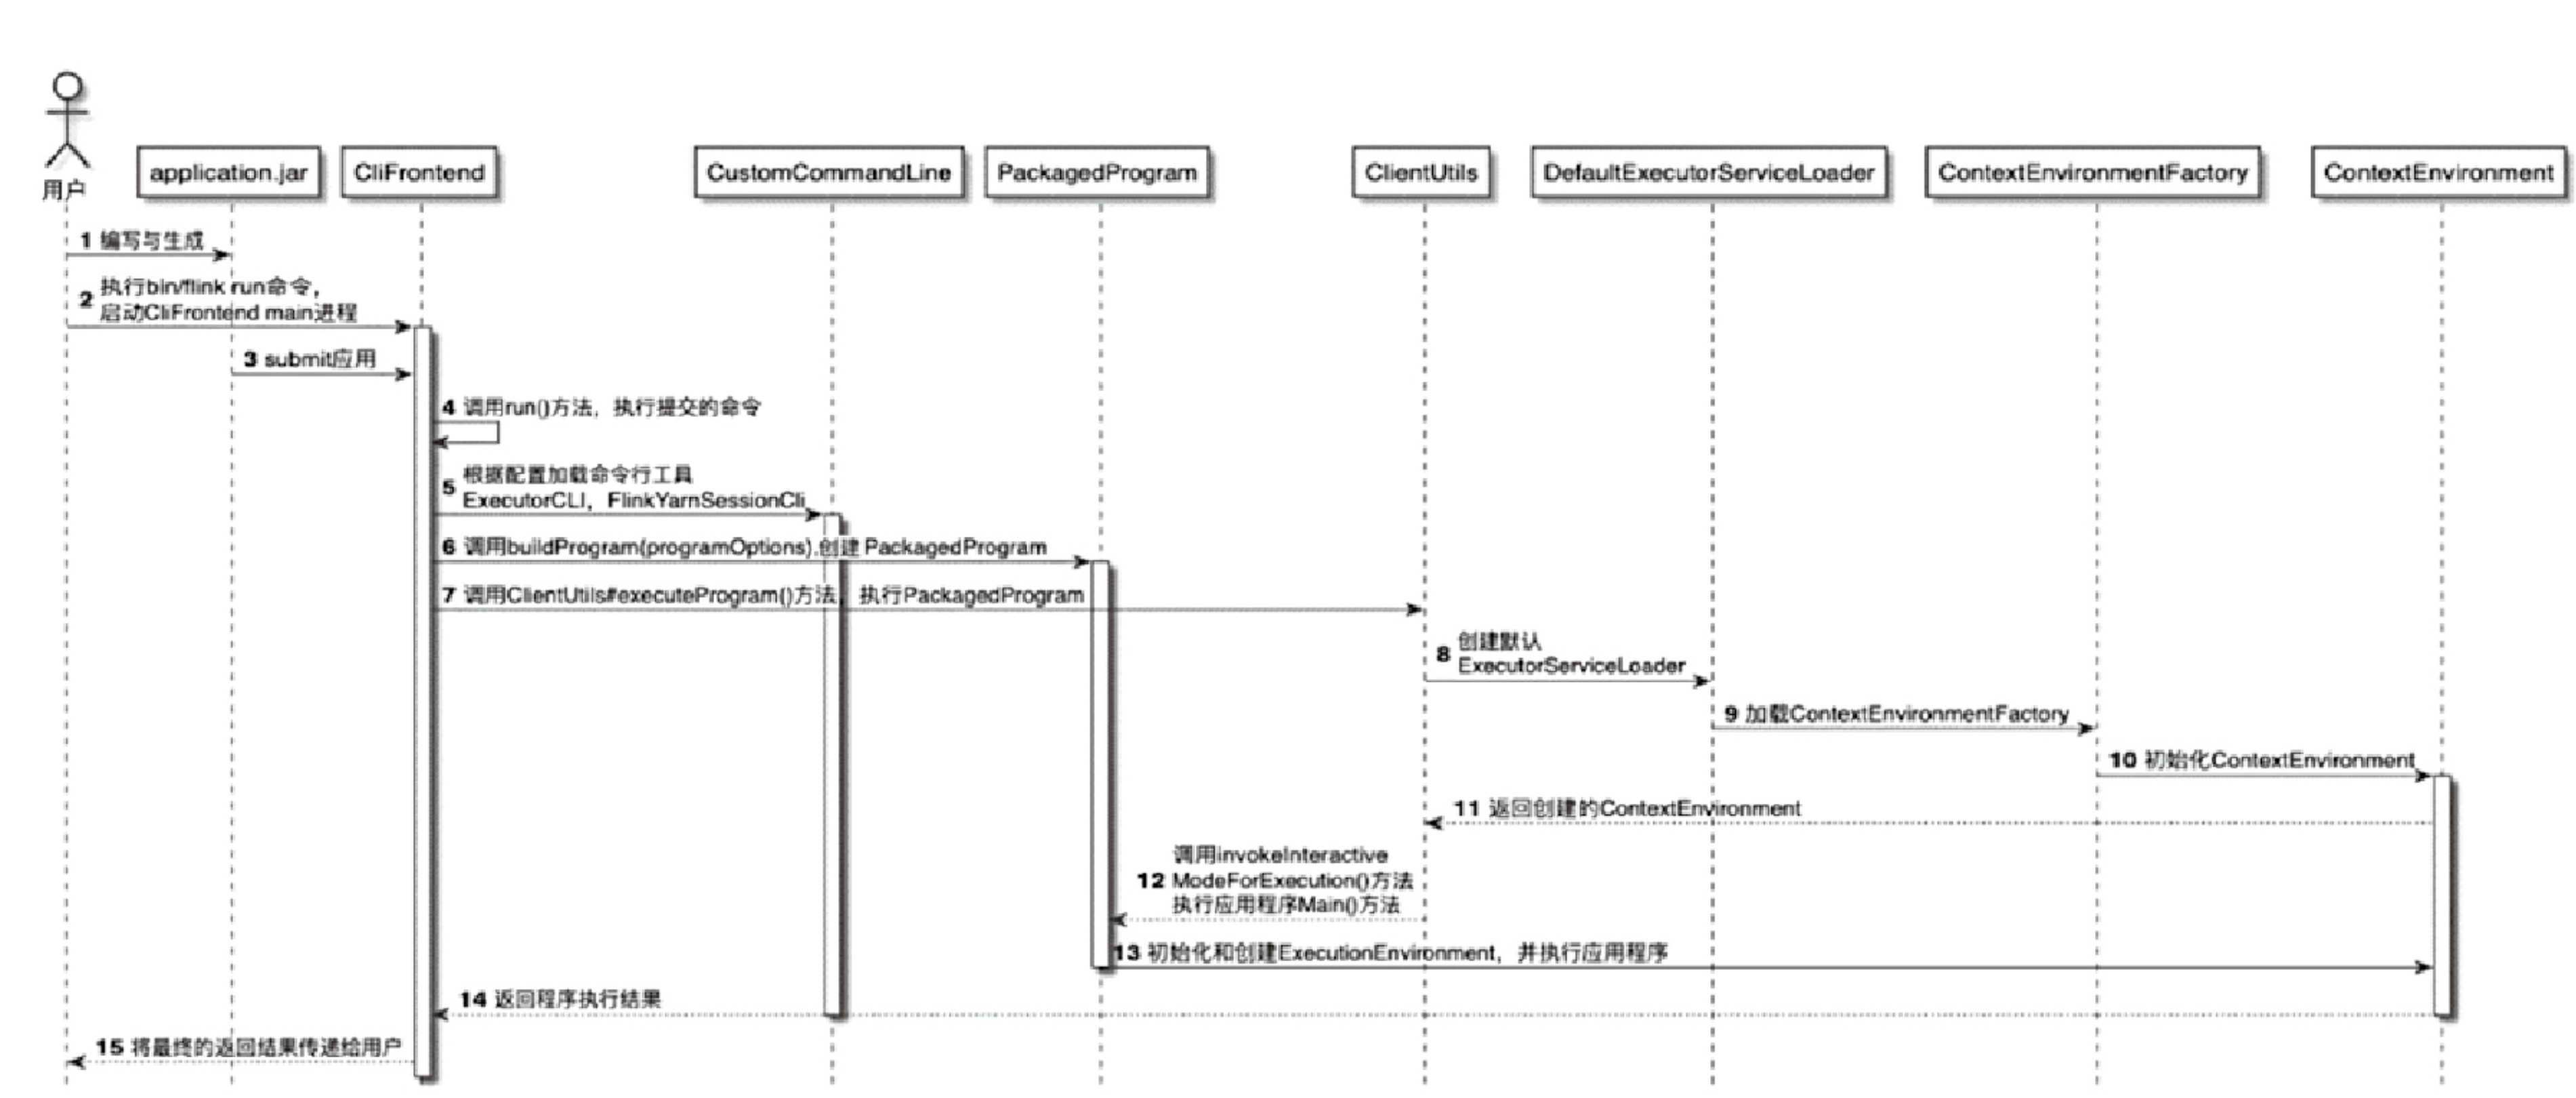 用户
application.jar
CliFrontend
CustomCommandLine
PackagedProgram
ClientUtils
DefaultExecutorServiceLoader
ContextEnvironmentFactory
ContextEnvironment
1 编写与生成
2 执行bin/flink run命令，
启动CliFrontend main进程
3 submit应用
4 调用run()方法，执行提交的命令
5 根据配置加载命令行工具
ExecutorCLI，FlinkYarnSessionCli
6 调用buildProgram(programOptions),创建 PackagedProgram
7 调用ClientUtils#executeProgram()方法，执行PackagedProgram
8 创建默认
ExecutorServiceLoader
9 加载ContextEnvironmentFactory
10 初始化ContextEnvironment
11 返回创建的ContextEnvironment
12 调用invokeInteractive
ModeForExecution()方法
执行应用程序Main()方法
13 初始化和创建ExecutionEnvironment，并执行应用程序
14 返回程序执行结果
15 将最终的返回结果传递给用户